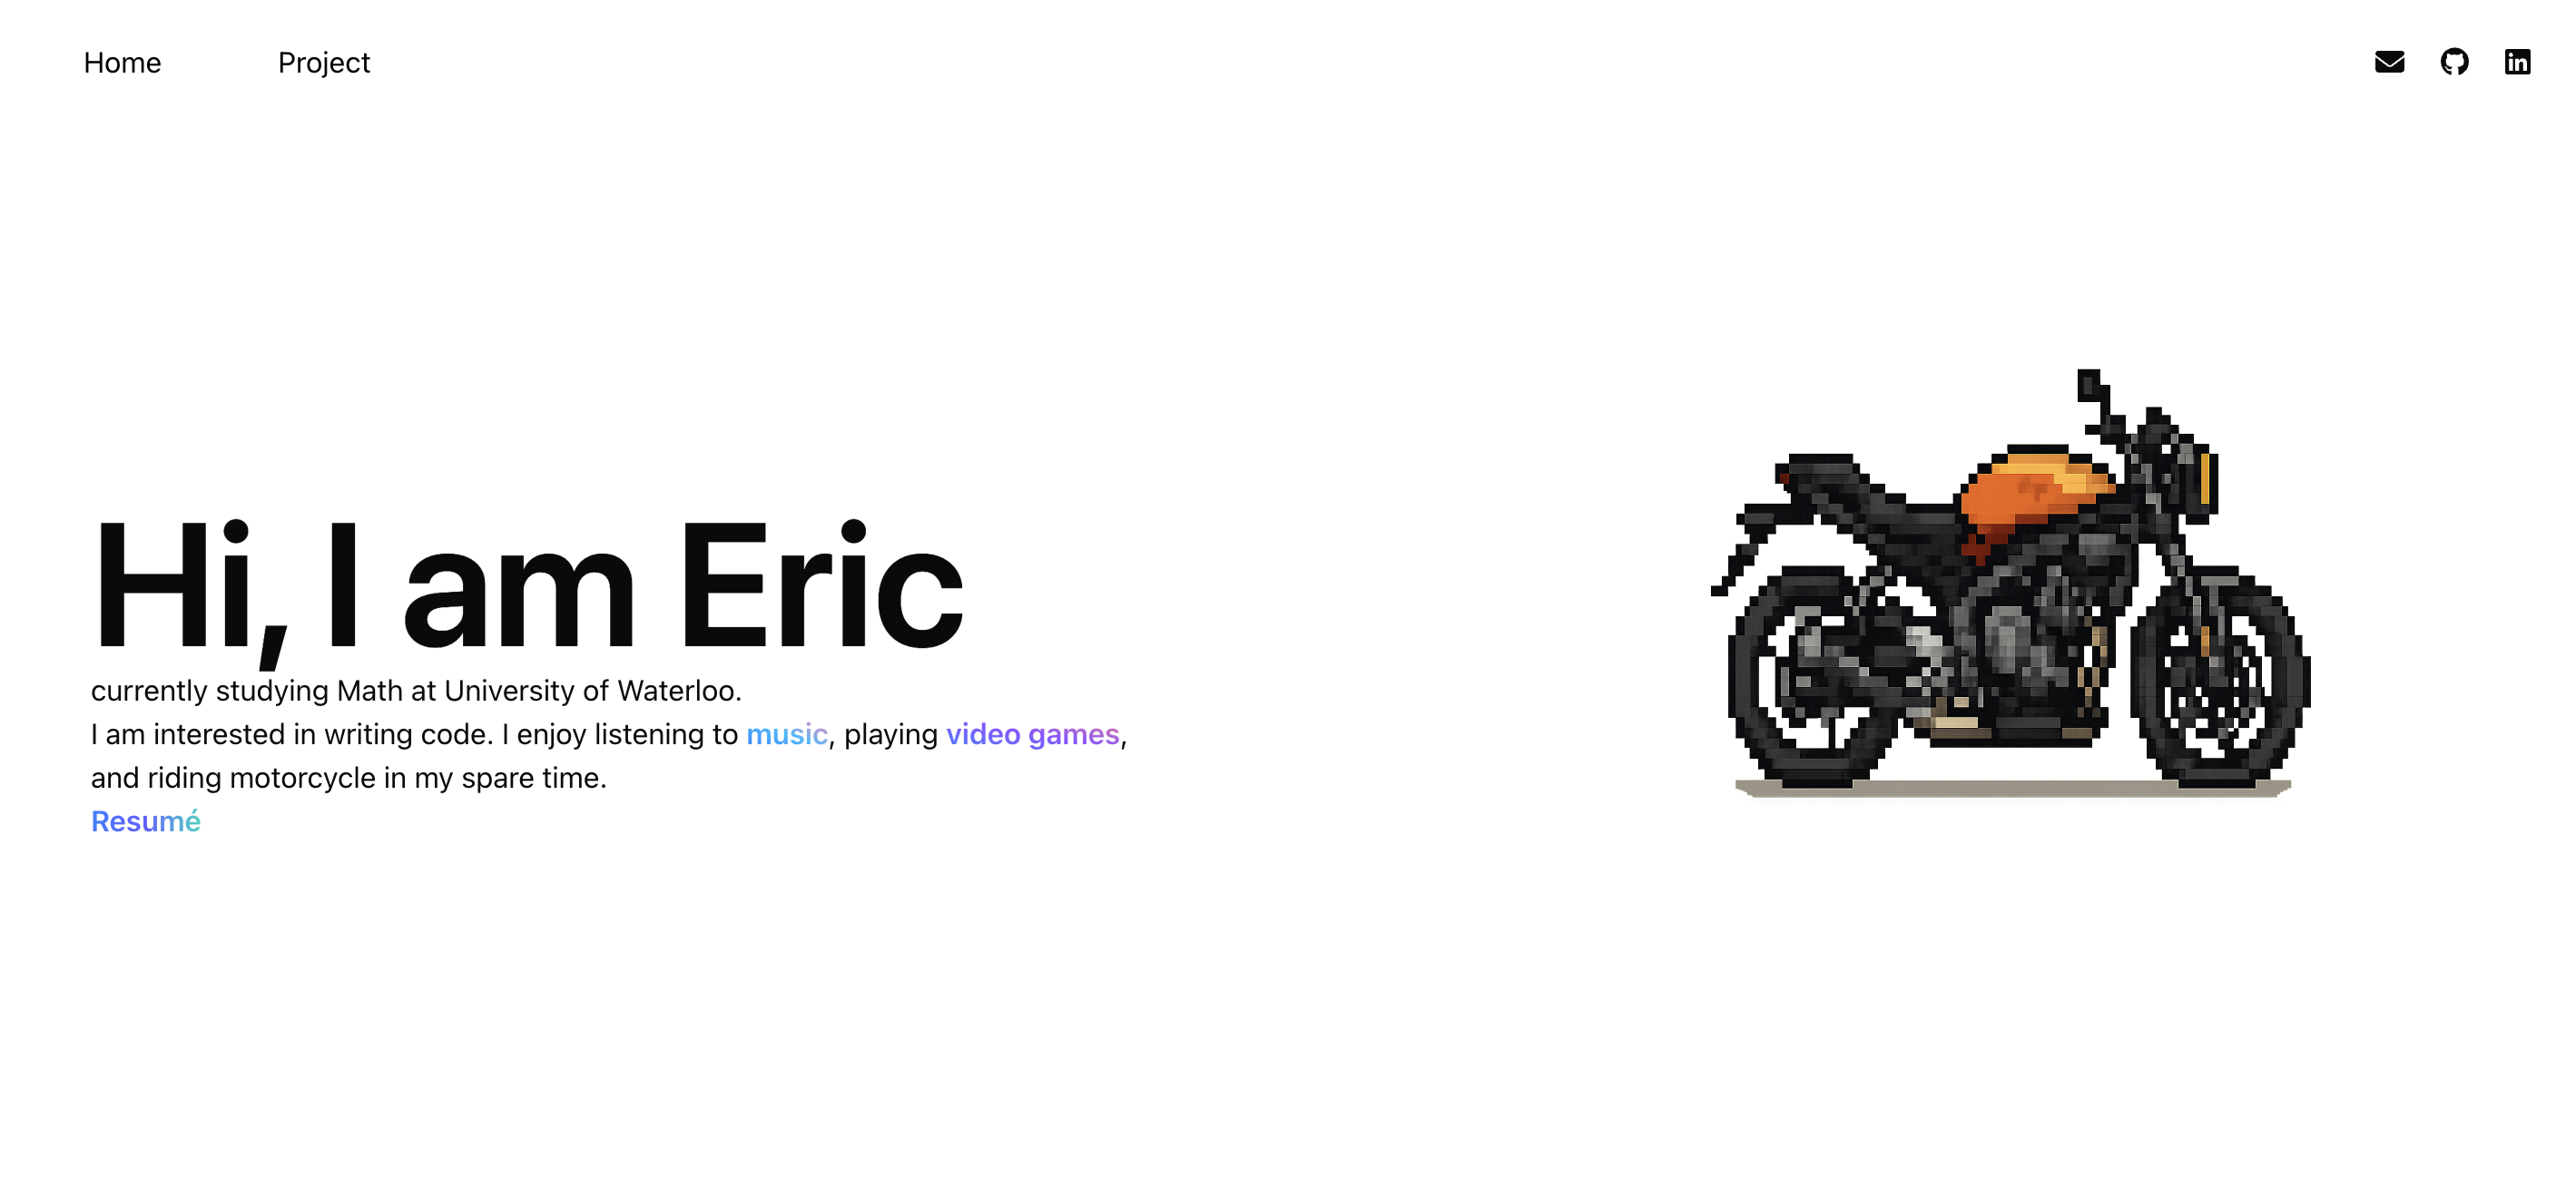 Home Project
Hi, I am Eric
currently studying Math at University of Waterloo.
I am interested in writing code. I enjoy listening to music, playing video games,
and riding motorcycle in my spare time.
Resumé